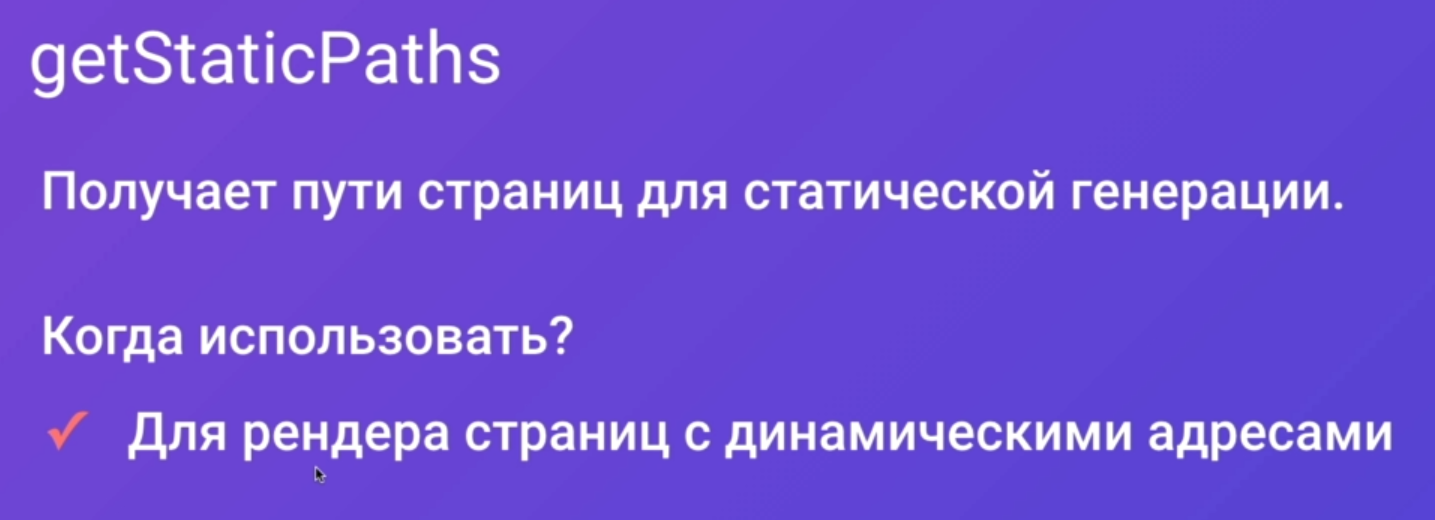 getStaticPaths
Получает пути страниц для статической генерации.
Когда использовать?
✓ Для рендера страниц с динамическими адресами